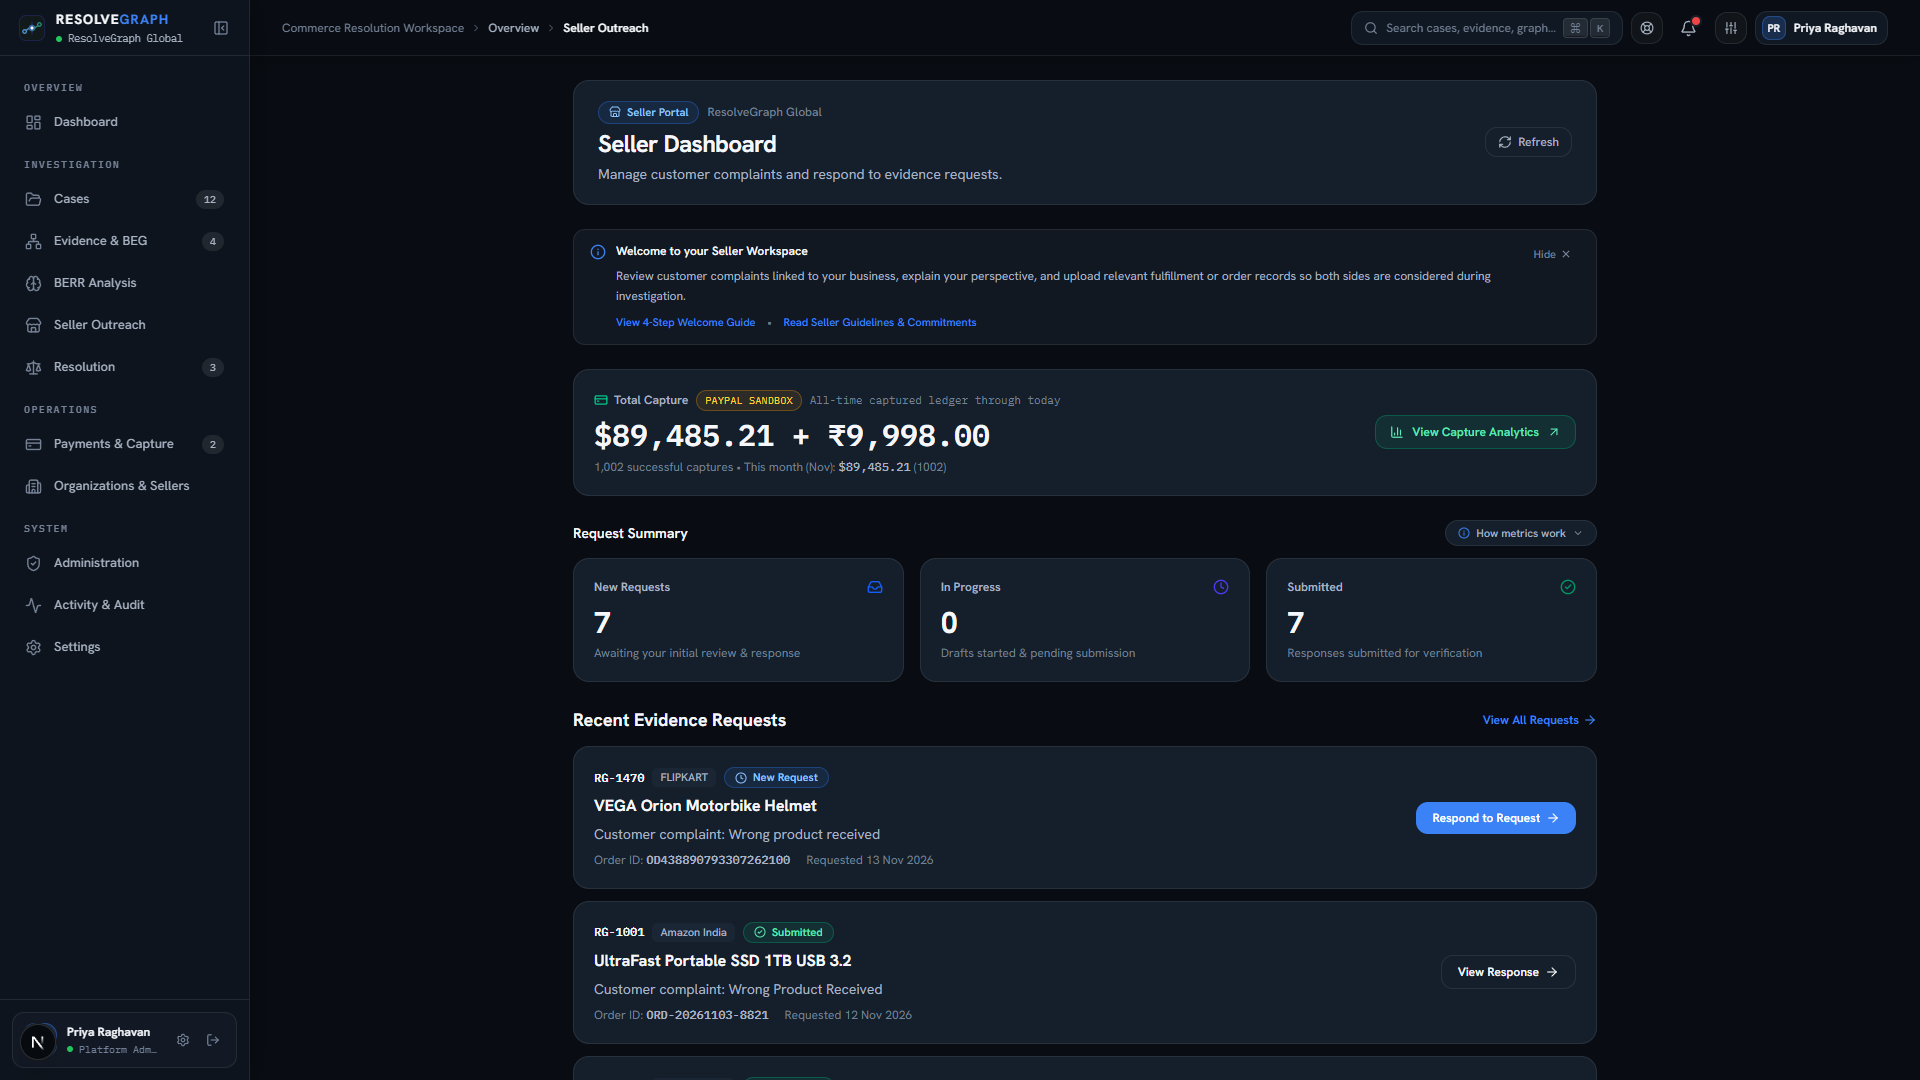 RESOLVEGRAPH
ResolveGraph Global
Commerce Resolution Workspace > Overview > Seller Outreach
Search cases, evidence, graph... ⌘ K
PR Priya Raghavan
OVERVIEW
Dashboard
INVESTIGATION
Cases 12
Evidence & BEG 4
BERR Analysis
Seller Outreach
Resolution 3
OPERATIONS
Payments & Capture 2
Organizations & Sellers
SYSTEM
Administration
Activity & Audit
Settings
N
Priya Raghavan
Platform Adm…
Seller Portal ResolveGraph Global
Seller Dashboard
Manage customer complaints and respond to evidence requests.
Refresh
Welcome to your Seller Workspace
Hide ×
Review customer complaints linked to your business, explain your perspective, and upload relevant fulfillment or order records so both sides are considered during
investigation.
View 4-Step Welcome Guide • Read Seller Guidelines & Commitments
Total Capture PAYPAL SANDBOX All-time captured ledger through today
$89,485.21 + ₹9,998.00
1,002 successful captures • This month (Nov): $89,485.21 (1002)
View Capture Analytics
Request Summary
How metrics work
New Requests
7
Awaiting your initial review & response
In Progress
0
Drafts started & pending submission
Submitted
7
Responses submitted for verification
Recent Evidence Requests
View All Requests →
RG-1470 FLIPKART New Request
VEGA Orion Motorbike Helmet
Customer complaint: Wrong product received
Order ID: OD438890793307262100 Requested 13 Nov 2026
Respond to Request →
RG-1001 Amazon India Submitted
UltraFast Portable SSD 1TB USB 3.2
Customer complaint: Wrong Product Received
Order ID: ORD-20261103-8821 Requested 12 Nov 2026
View Response →